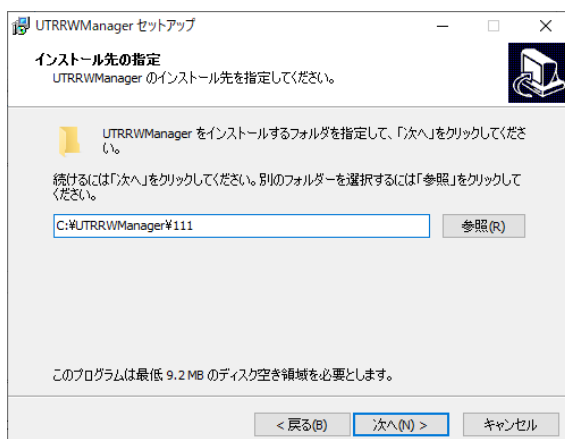 UTRRWManager セットアップ
インストール先の指定
UTRRWManager のインストール先を指定してください。
UTRRWManager をインストールするフォルダを指定して、「次へ」をクリックしてくださ
い。
続けるには「次へ」をクリックしてください。別のフォルダーを選択するには「参照」をクリックして
ください。
C:¥UTRRWManager¥111
参照(R)
このプログラムは最低 9.2 MB のディスク空き領域を必要とします。
< 戻る(B)
次へ(N) >
キャンセル